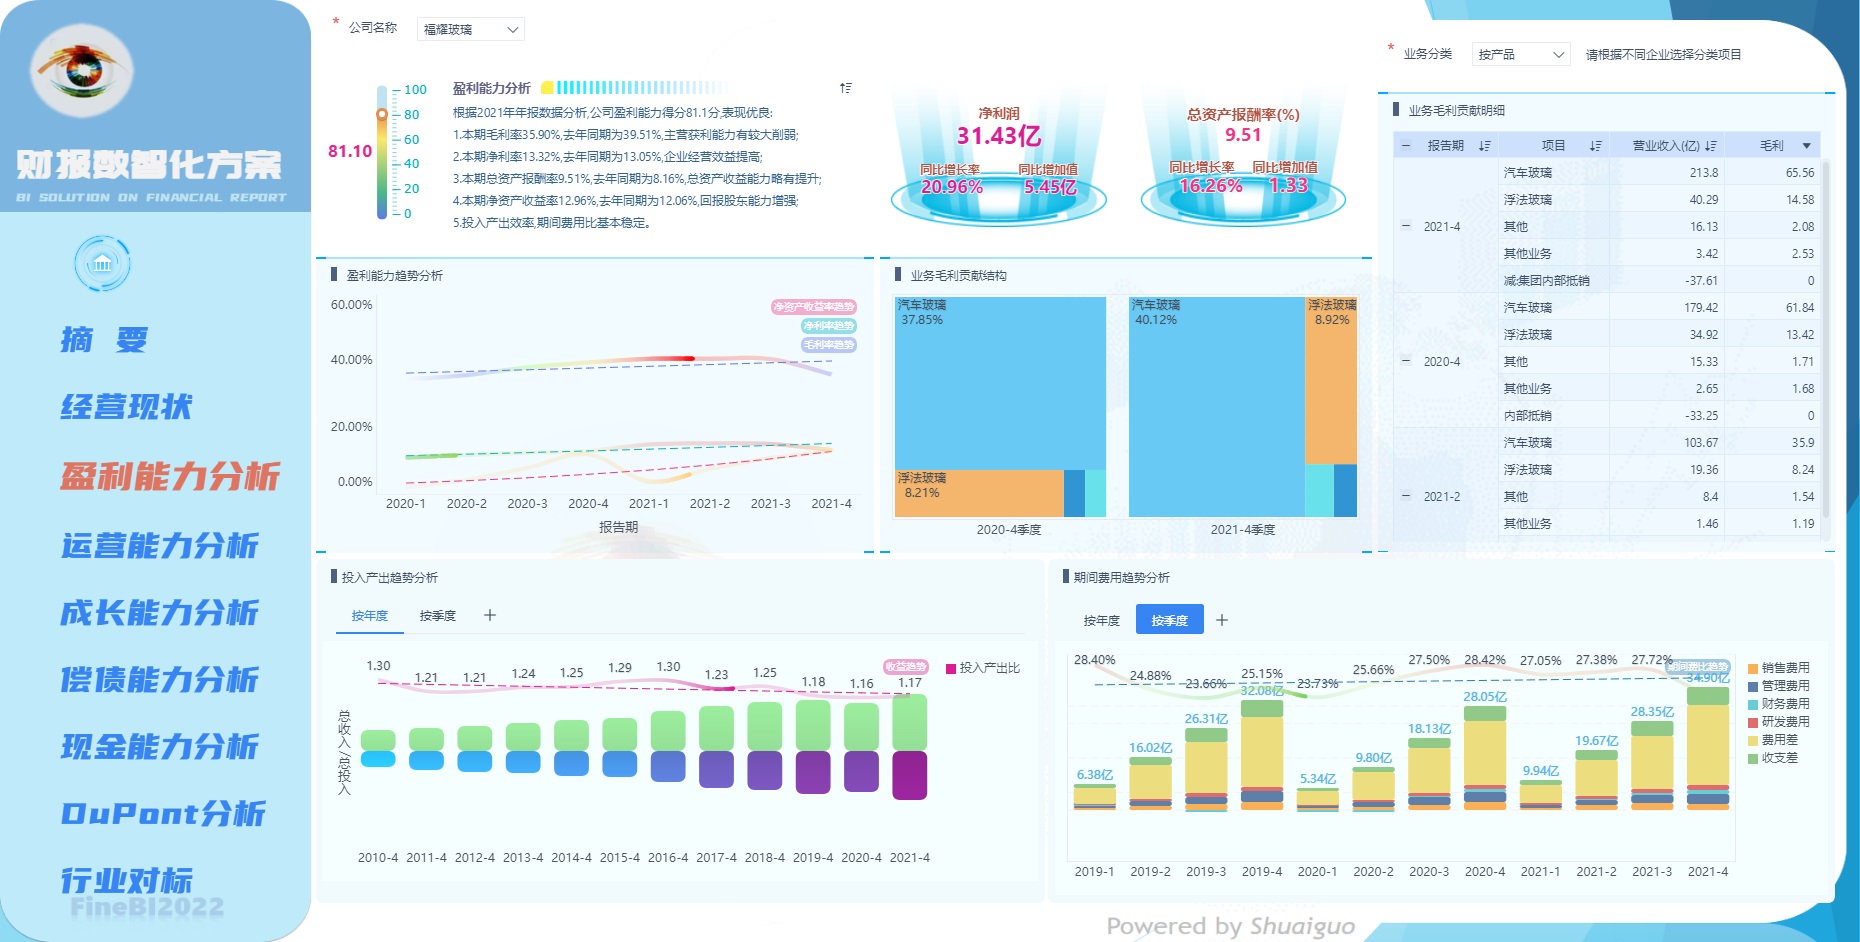 财报数智化方案
BI SOLUTION ON FINANCIAL REPORT
摘 要
经营现状
盈利能力分析
运营能力分析
成长能力分析
偿债能力分析
现金能力分析
DuPont分析
行业对标
FineBI2022
* 公司名称 福耀玻璃
81.10
100
80
60
40
20
0
盈利能力分析
根据2021年年报数据分析,公司盈利能力得分81.1分,表现优良:
1.本期毛利率35.90%,去年同期为39.51%,主营获利能力有较大削弱;
2.本期净利率13.32%,去年同期为13.05%,企业经营效益提高;
3.本期总资产报酬率9.51%,去年同期为8.16%,总资产收益能力略有提升;
4.本期净资产收益率12.96%,去年同期为12.06%,回报股东能力增强;
5.投入产出效率,期间费用比基本稳定。
净利润
31.43亿
同比增长率 同比增加值
20.96% 5.45亿
总资产报酬率(%)
9.51
同比增长率 同比增加值
16.26% 1.33
* 业务分类 按产品 请根据不同企业选择分类项目
业务毛利贡献明细
报告期 项目 营业收入(亿) 毛利
2021-4
汽车玻璃 213.8 65.56
浮法玻璃 40.29 14.58
其他 16.13 2.08
其他业务 3.42 2.53
减:集团内部抵销 -37.61 0
2020-4
汽车玻璃 179.42 61.84
浮法玻璃 34.92 13.42
其他 15.33 1.71
其他业务 2.65 1.68
内部抵销 -33.25 0
2021-2
汽车玻璃 103.67 35.9
浮法玻璃 19.36 8.24
其他 8.4 1.54
其他业务 1.46 1.19
盈利能力趋势分析
净资产收益率趋势
净利率趋势
毛利率趋势
60.00%
40.00%
20.00%
0.00%
2020-1 2020-2 2020-3 2020-4 2021-1 2021-2 2021-3 2021-4
报告期
业务毛利贡献结构
汽车玻璃
37.85%
浮法玻璃
8.21%
2020-4季度
汽车玻璃
40.12%
浮法玻璃
8.92%
2021-4季度
投入产出趋势分析
按年度 按季度 +
收益趋势
投入产出比
1.30 1.21 1.21 1.24 1.25 1.29 1.30 1.23 1.25 1.18 1.16 1.17
总收入/总投入
2010-4 2011-4 2012-4 2013-4 2014-4 2015-4 2016-4 2017-4 2018-4 2019-4 2020-4 2021-4
期间费用趋势分析
按年度 按季度 +
28.40% 24.88% 23.66% 25.15% 23.73% 25.66% 27.50% 28.42% 27.05% 27.38% 27.72%
期间费比趋势
6.38亿 16.02亿 26.31亿 32.08亿 5.34亿 9.80亿 18.13亿 28.05亿 9.94亿 19.67亿 28.35亿 34.90亿
2019-1 2019-2 2019-3 2019-4 2020-1 2020-2 2020-3 2020-4 2021-1 2021-2 2021-3 2021-4
销售费用
管理费用
财务费用
研发费用
费用差
收支差
Powered by Shuaiguo